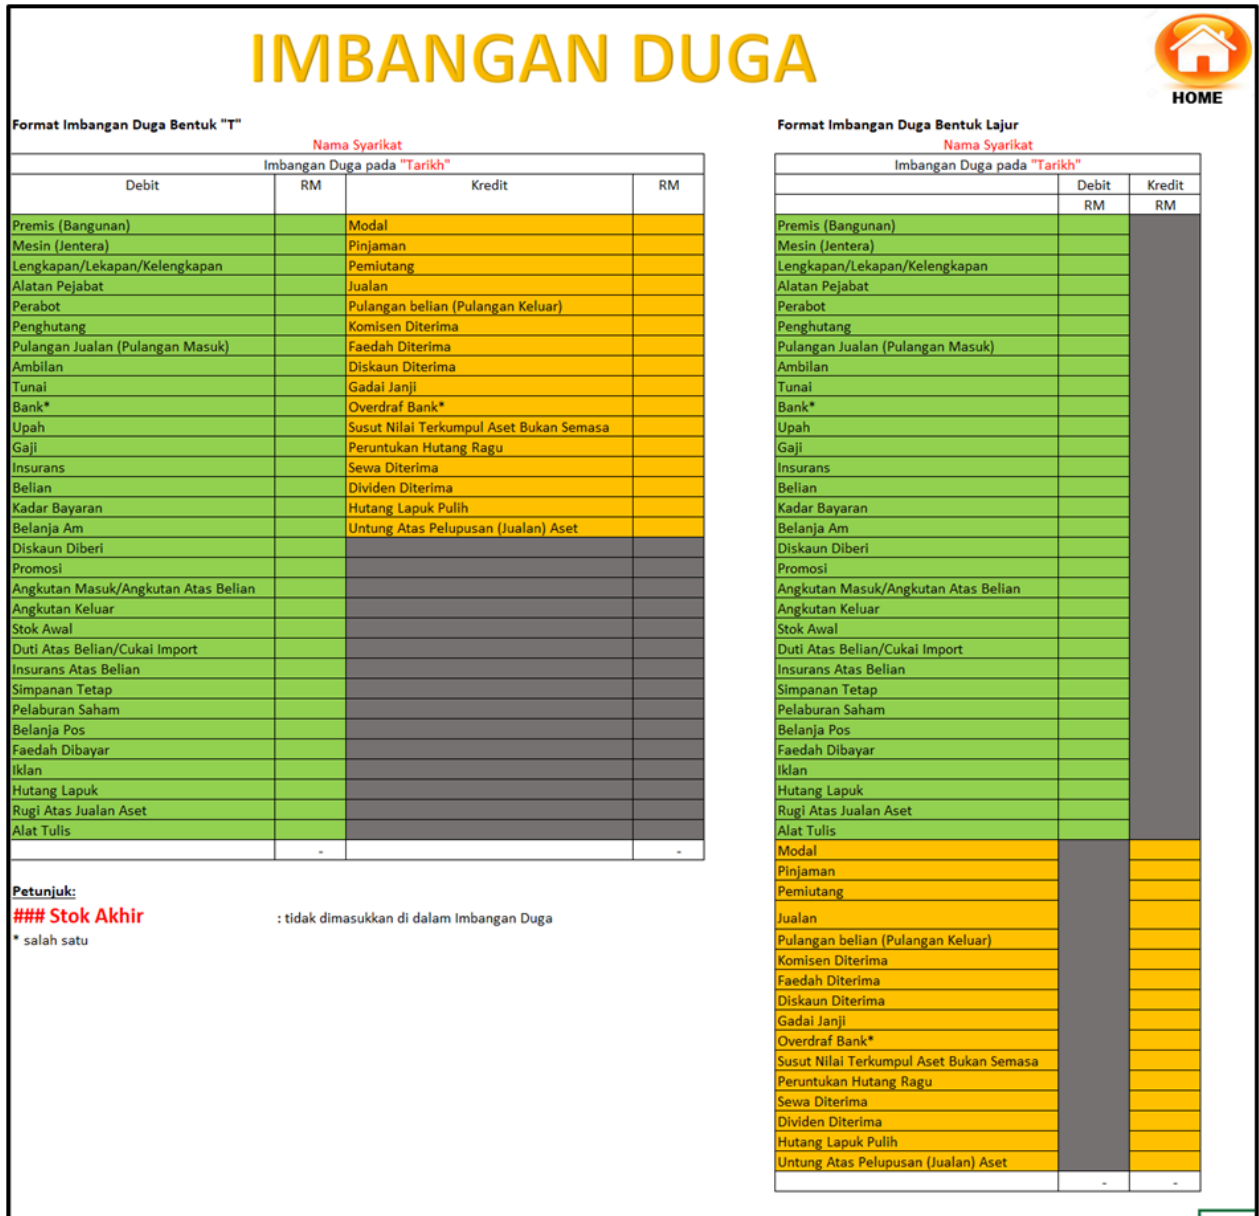 IMBANGAN DUGA
HOME
Format Imbangan Duga Bentuk "T"
Nama Syarikat
Imbangan Duga pada "Tarikh"
Debit RM Kredit RM
Premis (Bangunan) Modal
Mesin (Jentera) Pinjaman
Lengkapan/Lekapan/Kelengkapan Pemiutang
Alatan Pejabat Jualan
Perabot Pulangan belian (Pulangan Keluar)
Penghutang Komisen Diterima
Pulangan Jualan (Pulangan Masuk) Faedah Diterima
Ambilan Diskaun Diterima
Tunai Gadai Janji
Bank* Overdraf Bank*
Upah Susut Nilai Terkumpul Aset Bukan Semasa
Gaji Peruntukan Hutang Ragu
Insurans Sewa Diterima
Belian Dividen Diterima
Kadar Bayaran Hutang Lapuk Pulih
Belanja Am Untung Atas Pelupusan (Jualan) Aset
Diskaun Diberi
Promosi
Angkutan Masuk/Angkutan Atas Belian
Angkutan Keluar
Stok Awal
Duti Atas Belian/Cukai Import
Insurans Atas Belian
Simpanan Tetap
Pelaburan Saham
Belanja Pos
Faedah Dibayar
Iklan
Hutang Lapuk
Rugi Atas Jualan Aset
Alat Tulis
- -
Petunjuk:
### Stok Akhir : tidak dimasukkan di dalam Imbangan Duga
* salah satu
Format Imbangan Duga Bentuk Lajur
Nama Syarikat
Imbangan Duga pada "Tarikh"
Debit Kredit
RM RM
Premis (Bangunan)
Mesin (Jentera)
Lengkapan/Lekapan/Kelengkapan
Alatan Pejabat
Perabot
Penghutang
Pulangan Jualan (Pulangan Masuk)
Ambilan
Tunai
Bank*
Upah
Gaji
Insurans
Belian
Kadar Bayaran
Belanja Am
Diskaun Diberi
Promosi
Angkutan Masuk/Angkutan Atas Belian
Angkutan Keluar
Stok Awal
Duti Atas Belian/Cukai Import
Insurans Atas Belian
Simpanan Tetap
Pelaburan Saham
Belanja Pos
Faedah Dibayar
Iklan
Hutang Lapuk
Rugi Atas Jualan Aset
Alat Tulis
Modal
Pinjaman
Pemiutang
Jualan
Pulangan belian (Pulangan Keluar)
Komisen Diterima
Faedah Diterima
Diskaun Diterima
Gadai Janji
Overdraf Bank*
Susut Nilai Terkumpul Aset Bukan Semasa
Peruntukan Hutang Ragu
Sewa Diterima
Dividen Diterima
Hutang Lapuk Pulih
Untung Atas Pelupusan (Jualan) Aset
- -